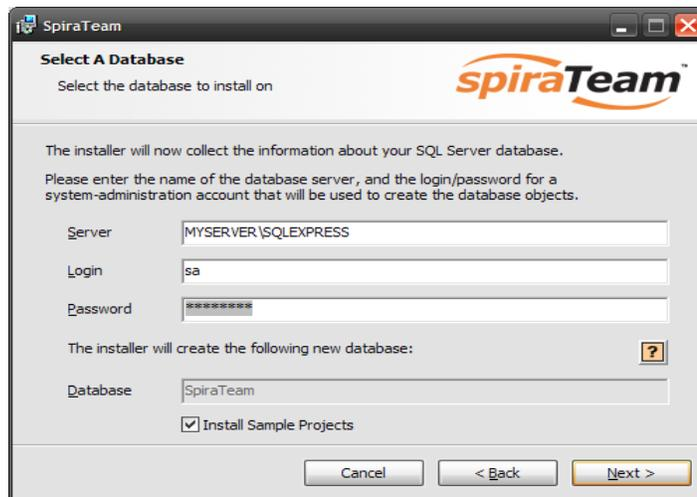 SpiraTeam
Select A Database
Select the database to install on
spiraTeam™
The installer will now collect the information about your SQL Server database.
Please enter the name of the database server, and the login/password for a
system-administration account that will be used to create the database objects.
Server MYSERVER\SQLEXPRESS
Login sa
Password ********
The installer will create the following new database: ?
Database SpiraTeam
Install Sample Projects
Cancel < Back Next >